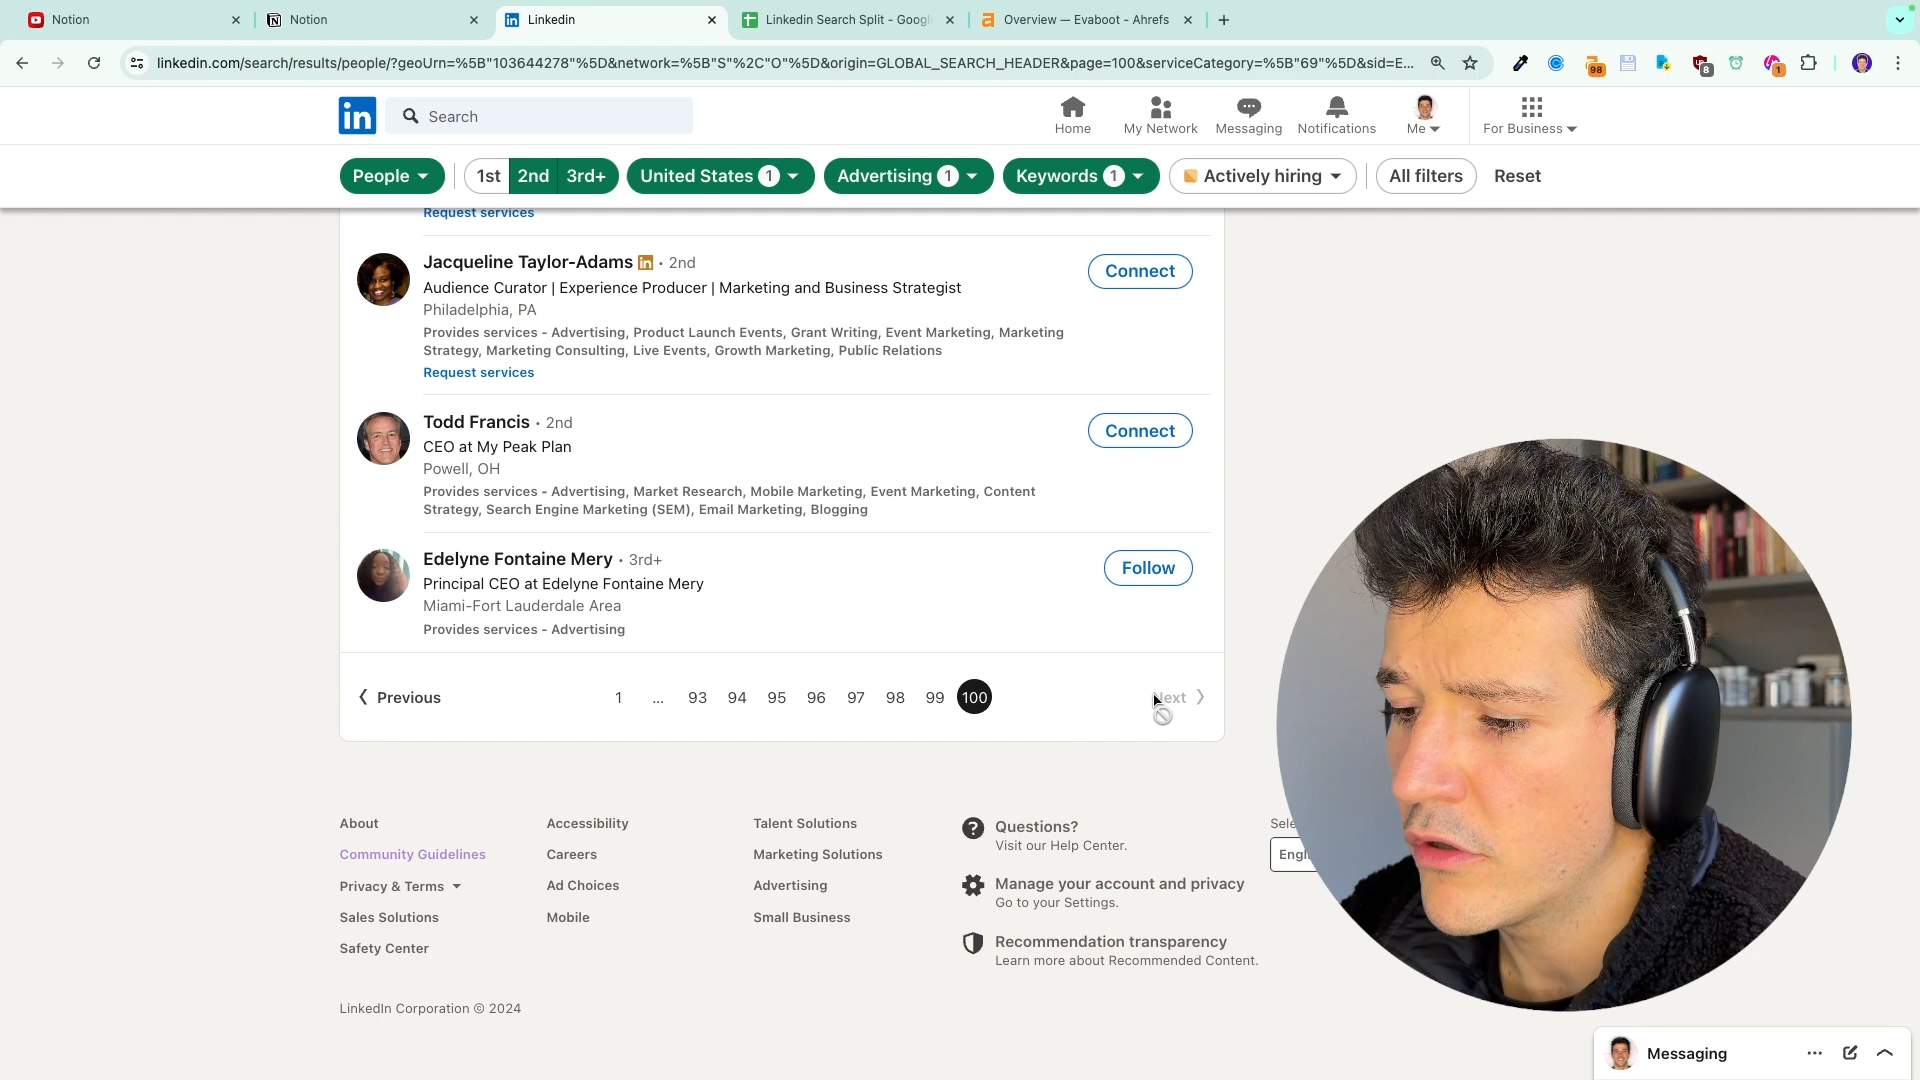 Notion
Notion
Linkedin
Linkedin Search Split - Google
Overview — Evaboot - Ahrefs
linkedin.com/search/results/people/?geoUrn=%5B"103644278"%5D&network=%5B"S"%2C"O"%5D&origin=GLOBAL_SEARCH_HEADER&page=100&serviceCategory=%5B"69"%5D&sid=E...
98
8
1
in
Search
Home
My Network
Messaging
Notifications
Me
For Business
People
1st
2nd
3rd+
United States 1
Advertising 1
Keywords 1
Actively hiring
All filters
Reset
Request services
Jacqueline Taylor-Adams in • 2nd
Connect
Audience Curator | Experience Producer | Marketing and Business Strategist
Philadelphia, PA
Provides services - Advertising, Product Launch Events, Grant Writing, Event Marketing, Marketing
Strategy, Marketing Consulting, Live Events, Growth Marketing, Public Relations
Request services
Todd Francis • 2nd
Connect
CEO at My Peak Plan
Powell, OH
Provides services - Advertising, Market Research, Mobile Marketing, Event Marketing, Content
Strategy, Search Engine Marketing (SEM), Email Marketing, Blogging
Edelyne Fontaine Mery • 3rd+
Follow
Principal CEO at Edelyne Fontaine Mery
Miami-Fort Lauderdale Area
Provides services - Advertising
Previous
1 ... 93 94 95 96 97 98 99 100
Next
About
Accessibility
Talent Solutions
Questions?
Visit our Help Center.
Community Guidelines
Careers
Marketing Solutions
Privacy & Terms
Ad Choices
Advertising
Manage your account and privacy
Go to your Settings.
Sales Solutions
Mobile
Small Business
Safety Center
Recommendation transparency
Learn more about Recommended Content.
LinkedIn Corporation © 2024
Messaging